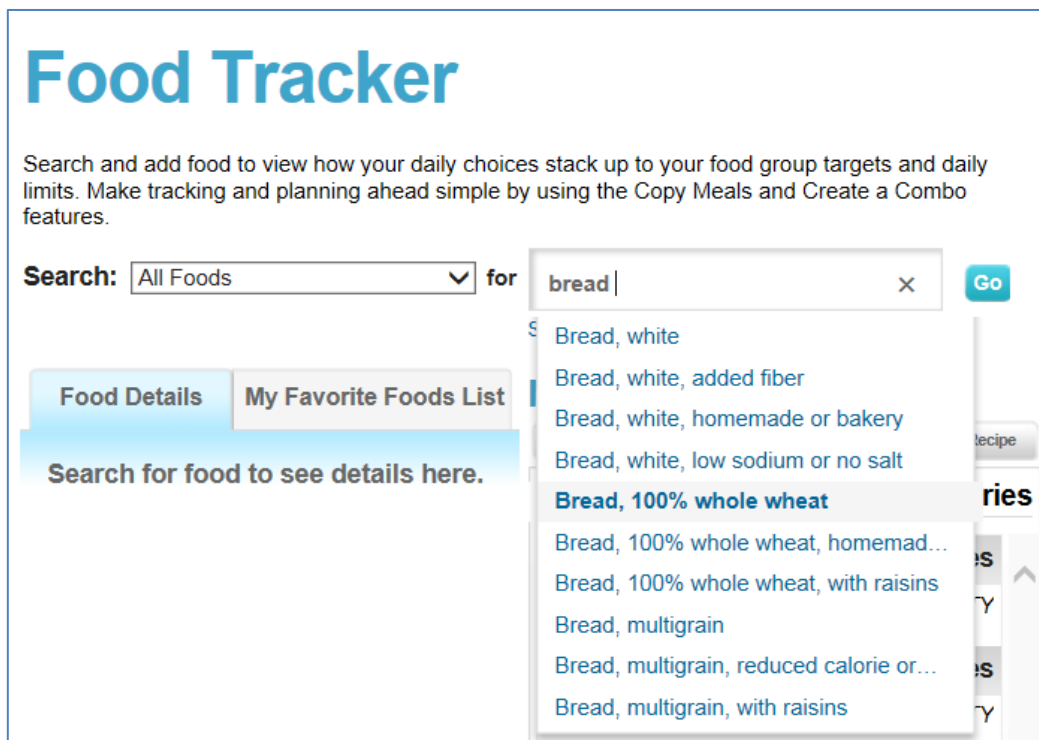 Food Tracker
Search and add food to view how your daily choices stack up to your food group targets and daily
limits. Make tracking and planning ahead simple by using the Copy Meals and Create a Combo
features.
Search: All Foods for bread Go
Bread, white
Bread, white, added fiber
Bread, white, homemade or bakery
Bread, white, low sodium or no salt
Bread, 100% whole wheat
Bread, 100% whole wheat, homemad...
Bread, 100% whole wheat, with raisins
Bread, multigrain
Bread, multigrain, reduced calorie or...
Bread, multigrain, with raisins
Food Details My Favorite Foods List
Search for food to see details here.